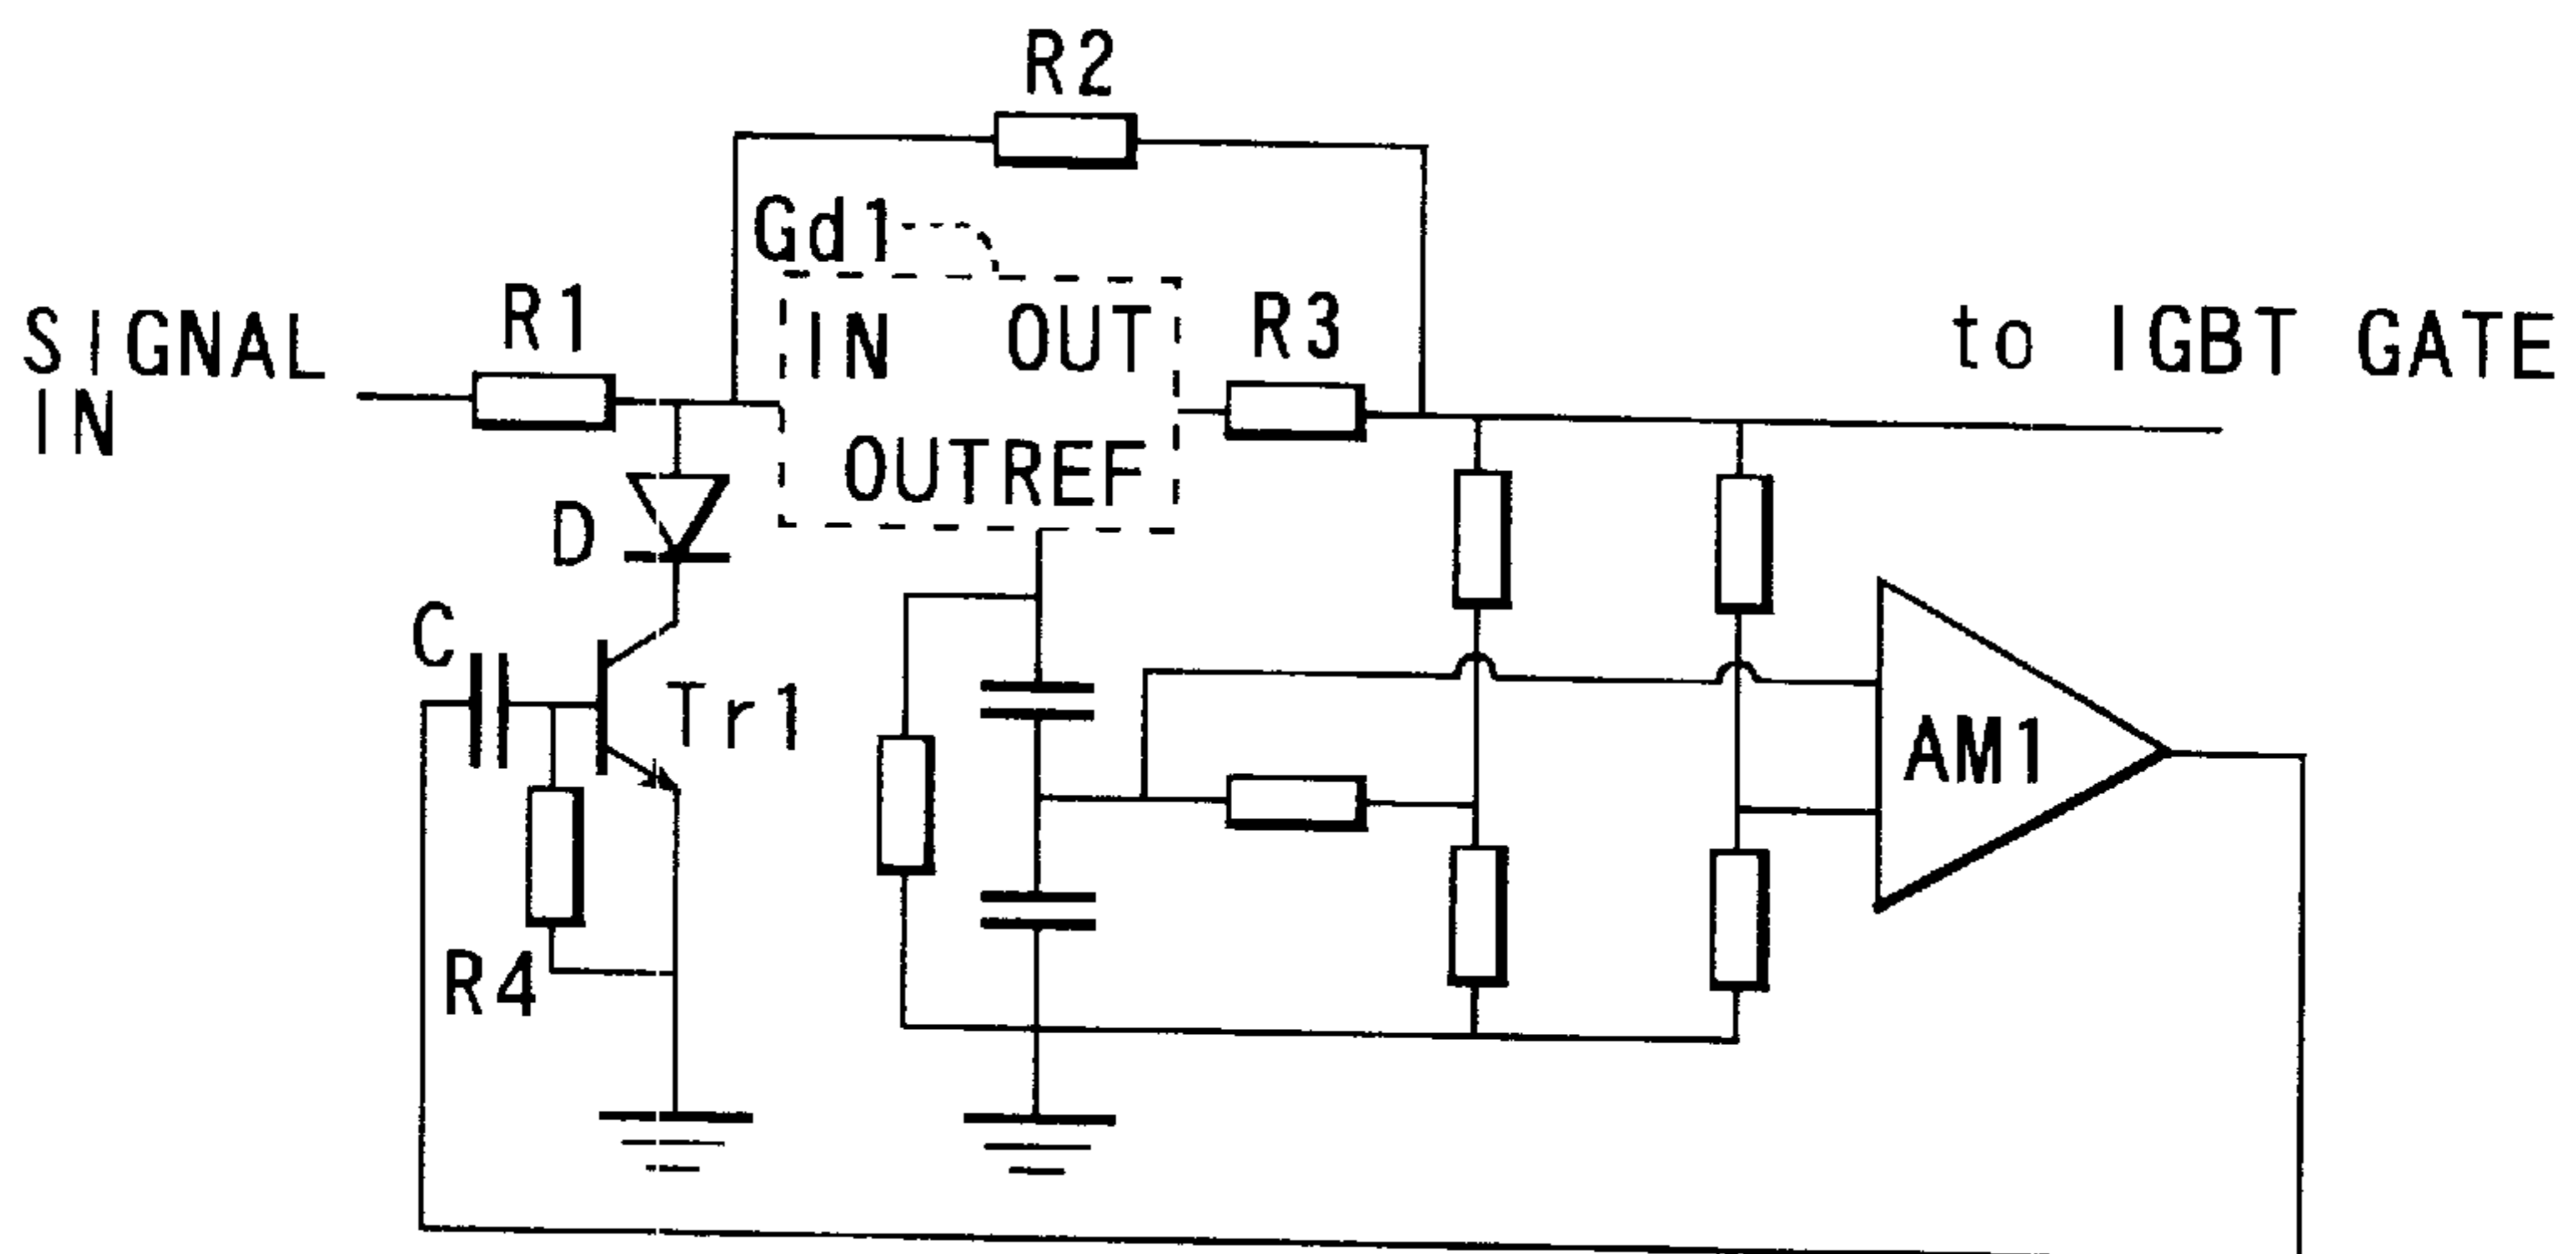 R2
Gd1
SIGNAL
IN
R1
IN OUT
OUTREF
R3
to IGBT GATE
D
C
Tr1
AM1
R4